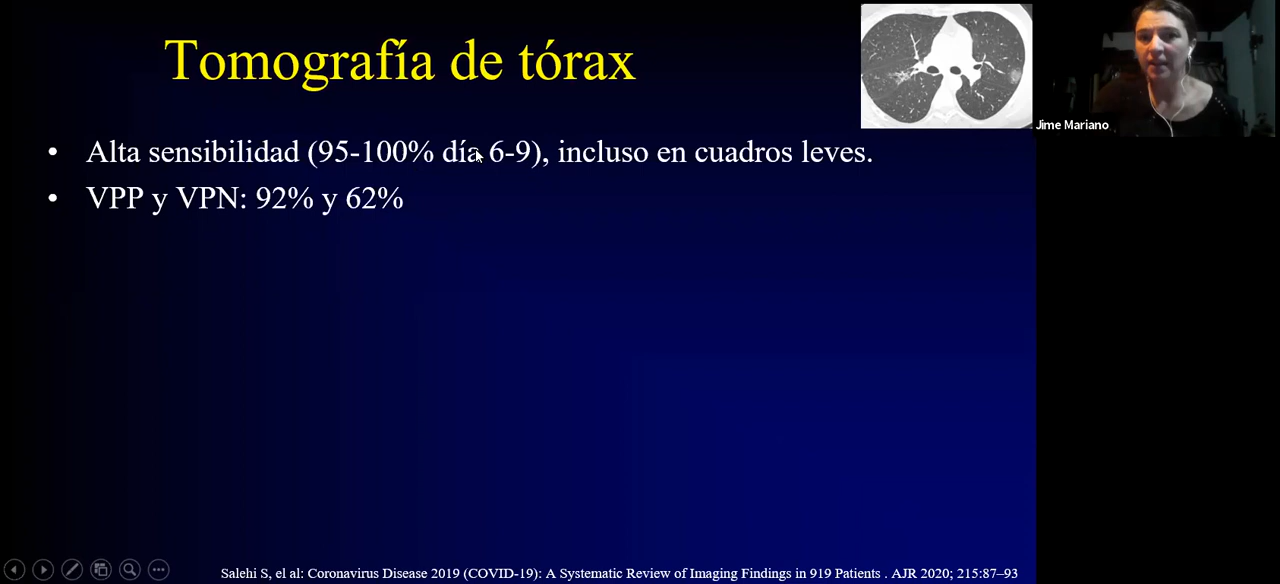 Tomografía de tórax
Jime Mariano
• Alta sensibilidad (95-100% día 6-9), incluso en cuadros leves.
• VPP y VPN: 92% y 62%
Salehi S, el al: Coronavirus Disease 2019 (COVID-19): A Systematic Review of Imaging Findings in 919 Patients . AJR 2020; 215:87–93